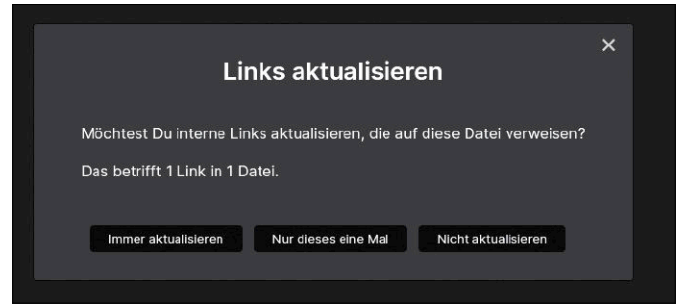 Links aktualisieren
Möchtest Du interne Links aktualisieren, die auf diese Datei verweisen?
Das betrifft 1 Link in 1 Datei.
Immer aktualisieren Nur dieses eine Mal Nicht aktualisieren